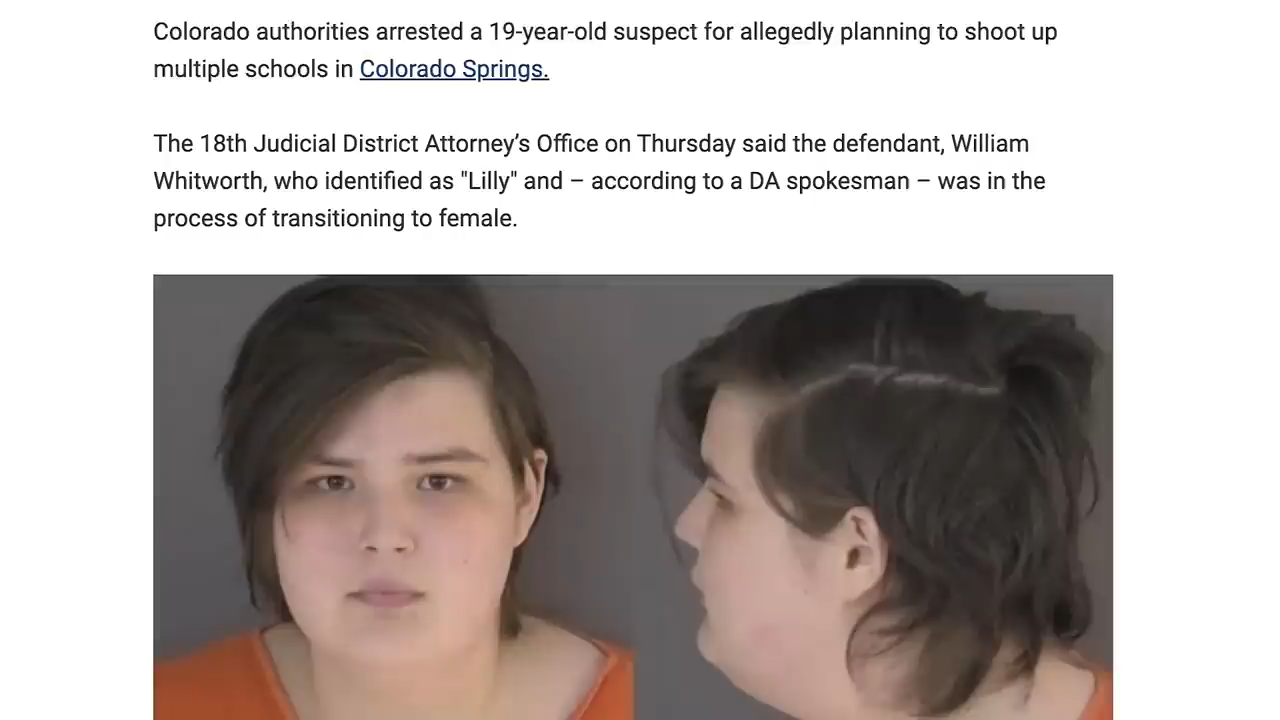 Colorado authorities arrested a 19-year-old suspect for allegedly planning to shoot up
multiple schools in Colorado Springs.
The 18th Judicial District Attorney’s Office on Thursday said the defendant, William
Whitworth, who identified as "Lilly" and – according to a DA spokesman – was in the
process of transitioning to female.